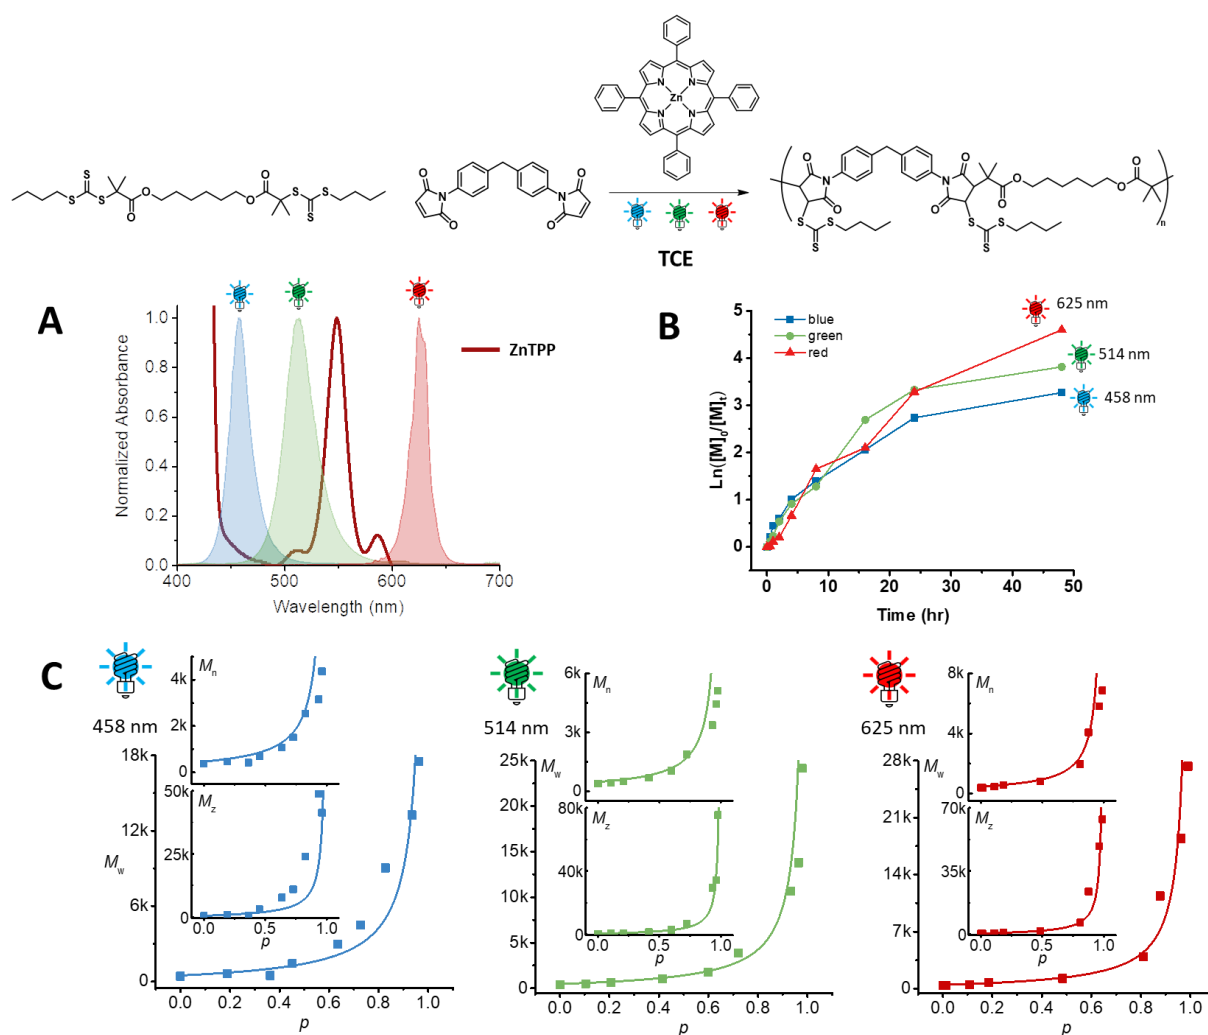 N
N
N
N
Zn
S
S
S
O
O
O
O
S
S
S
O
O
N
N
O
O
TCE
O
O
N
N
O
O
O
O
O
O
S
S
S
S
S
S
n
A
Normalized Absorbance
1.0
0.8
0.6
0.4
0.2
0.0
400
500
600
700
Wavelength (nm)
ZnTPP
B
Ln([M]0/[M]t)
5
4
3
2
1
0
0
10
20
30
40
50
Time (hr)
blue
green
red
625 nm
514 nm
458 nm
C
458 nm
18k
12k
6k
0
Mw
0.0
0.2
0.4
0.6
0.8
1.0
p
Mn
4k
2k
0
Mz
50k
25k
0
0.0
0.5
1.0
p
514 nm
25k
23k
20k
18k
15k
13k
10k
7k
5k
3k
0
Mw
0.0
0.2
0.4
0.6
0.8
1.0
p
Mn
6k
3k
0
Mz
80k
40k
0
0.0
0.5
1.0
p
625 nm
28k
21k
14k
7k
0
Mw
0.0
0.2
0.4
0.6
0.8
1.0
p
Mn
8k
4k
0
Mz
70k
35k
0
0.0
0.5
1.0
p